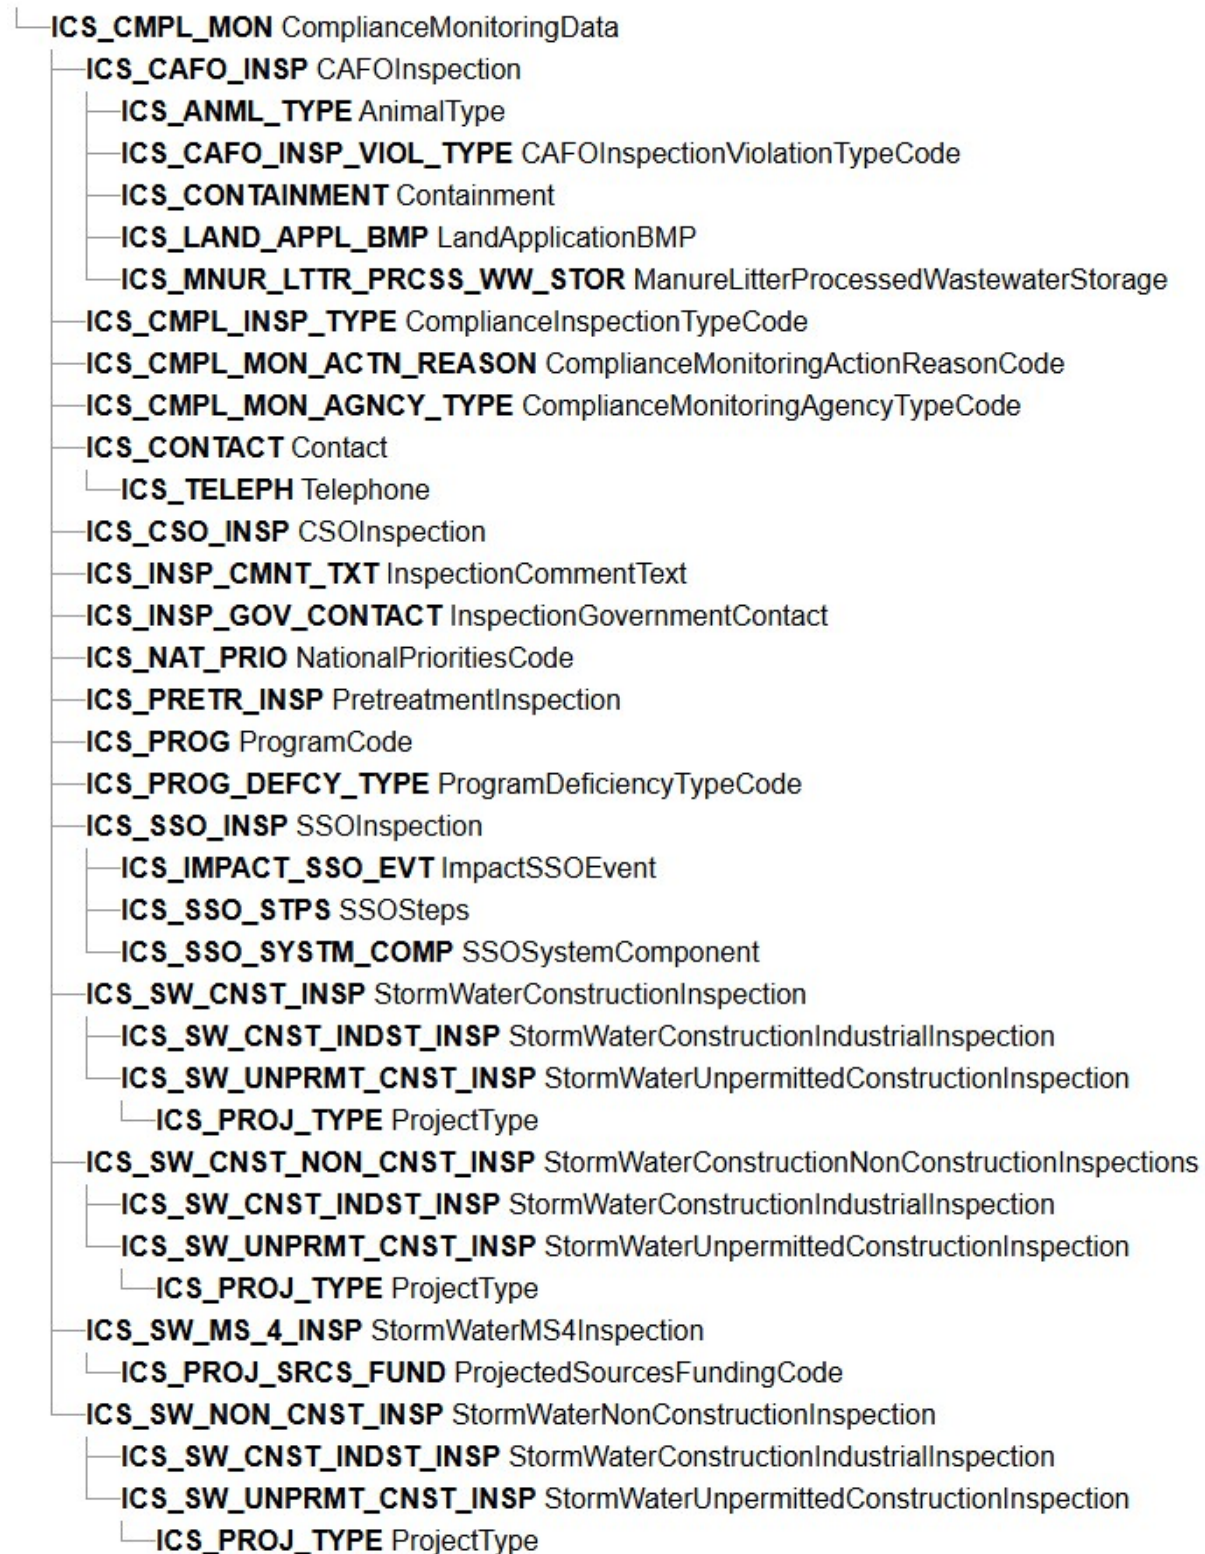 ICS_CMPL_MON ComplianceMonitoringData
ICS_CAFO_INSP CAFOInspection
ICS_ANML_TYPE AnimalType
ICS_CAFO_INSP_VIOL_TYPE CAFOInspectionViolationTypeCode
ICS_CONTAINMENT Containment
ICS_LAND_APPL_BMP LandApplicationBMP
ICS_MNUR_LTTR_PRCSS_WW_STOR ManureLitterProcessedWastewaterStorage
ICS_CMPL_INSP_TYPE ComplianceInspectionTypeCode
ICS_CMPL_MON_ACTN_REASON ComplianceMonitoringActionReasonCode
ICS_CMPL_MON_AGNCY_TYPE ComplianceMonitoringAgencyTypeCode
ICS_CONTACT Contact
ICS_TELEPH Telephone
ICS_CSO_INSP CSOInspection
ICS_INSP_CMNT_TXT InspectionCommentText
ICS_INSP_GOV_CONTACT InspectionGovernmentContact
ICS_NAT_PRIO NationalPrioritiesCode
ICS_PRETR_INSP PretreatmentInspection
ICS_PROG ProgramCode
ICS_PROG_DEFCY_TYPE ProgramDeficiencyTypeCode
ICS_SSO_INSP SSOInspection
ICS_IMPACT_SSO_EVT ImpactSSOEvent
ICS_SSO_STPS SSOSteps
ICS_SSO_SYSTM_COMP SSOSystemComponent
ICS_SW_CNST_INSP StormWaterConstructionInspection
ICS_SW_CNST_INDST_INSP StormWaterConstructionIndustrialInspection
ICS_SW_UNPRMT_CNST_INSP StormWaterUnpermittedConstructionInspection
ICS_PROJ_TYPE ProjectType
ICS_SW_CNST_NON_CNST_INSP StormWaterConstructionNonConstructionInspections
ICS_SW_CNST_INDST_INSP StormWaterConstructionIndustrialInspection
ICS_SW_UNPRMT_CNST_INSP StormWaterUnpermittedConstructionInspection
ICS_PROJ_TYPE ProjectType
ICS_SW_MS_4_INSP StormWaterMS4Inspection
ICS_PROJ_SRCS_FUND ProjectedSourcesFundingCode
ICS_SW_NON_CNST_INSP StormWaterNonConstructionInspection
ICS_SW_CNST_INDST_INSP StormWaterConstructionIndustrialInspection
ICS_SW_UNPRMT_CNST_INSP StormWaterUnpermittedConstructionInspection
ICS_PROJ_TYPE ProjectType